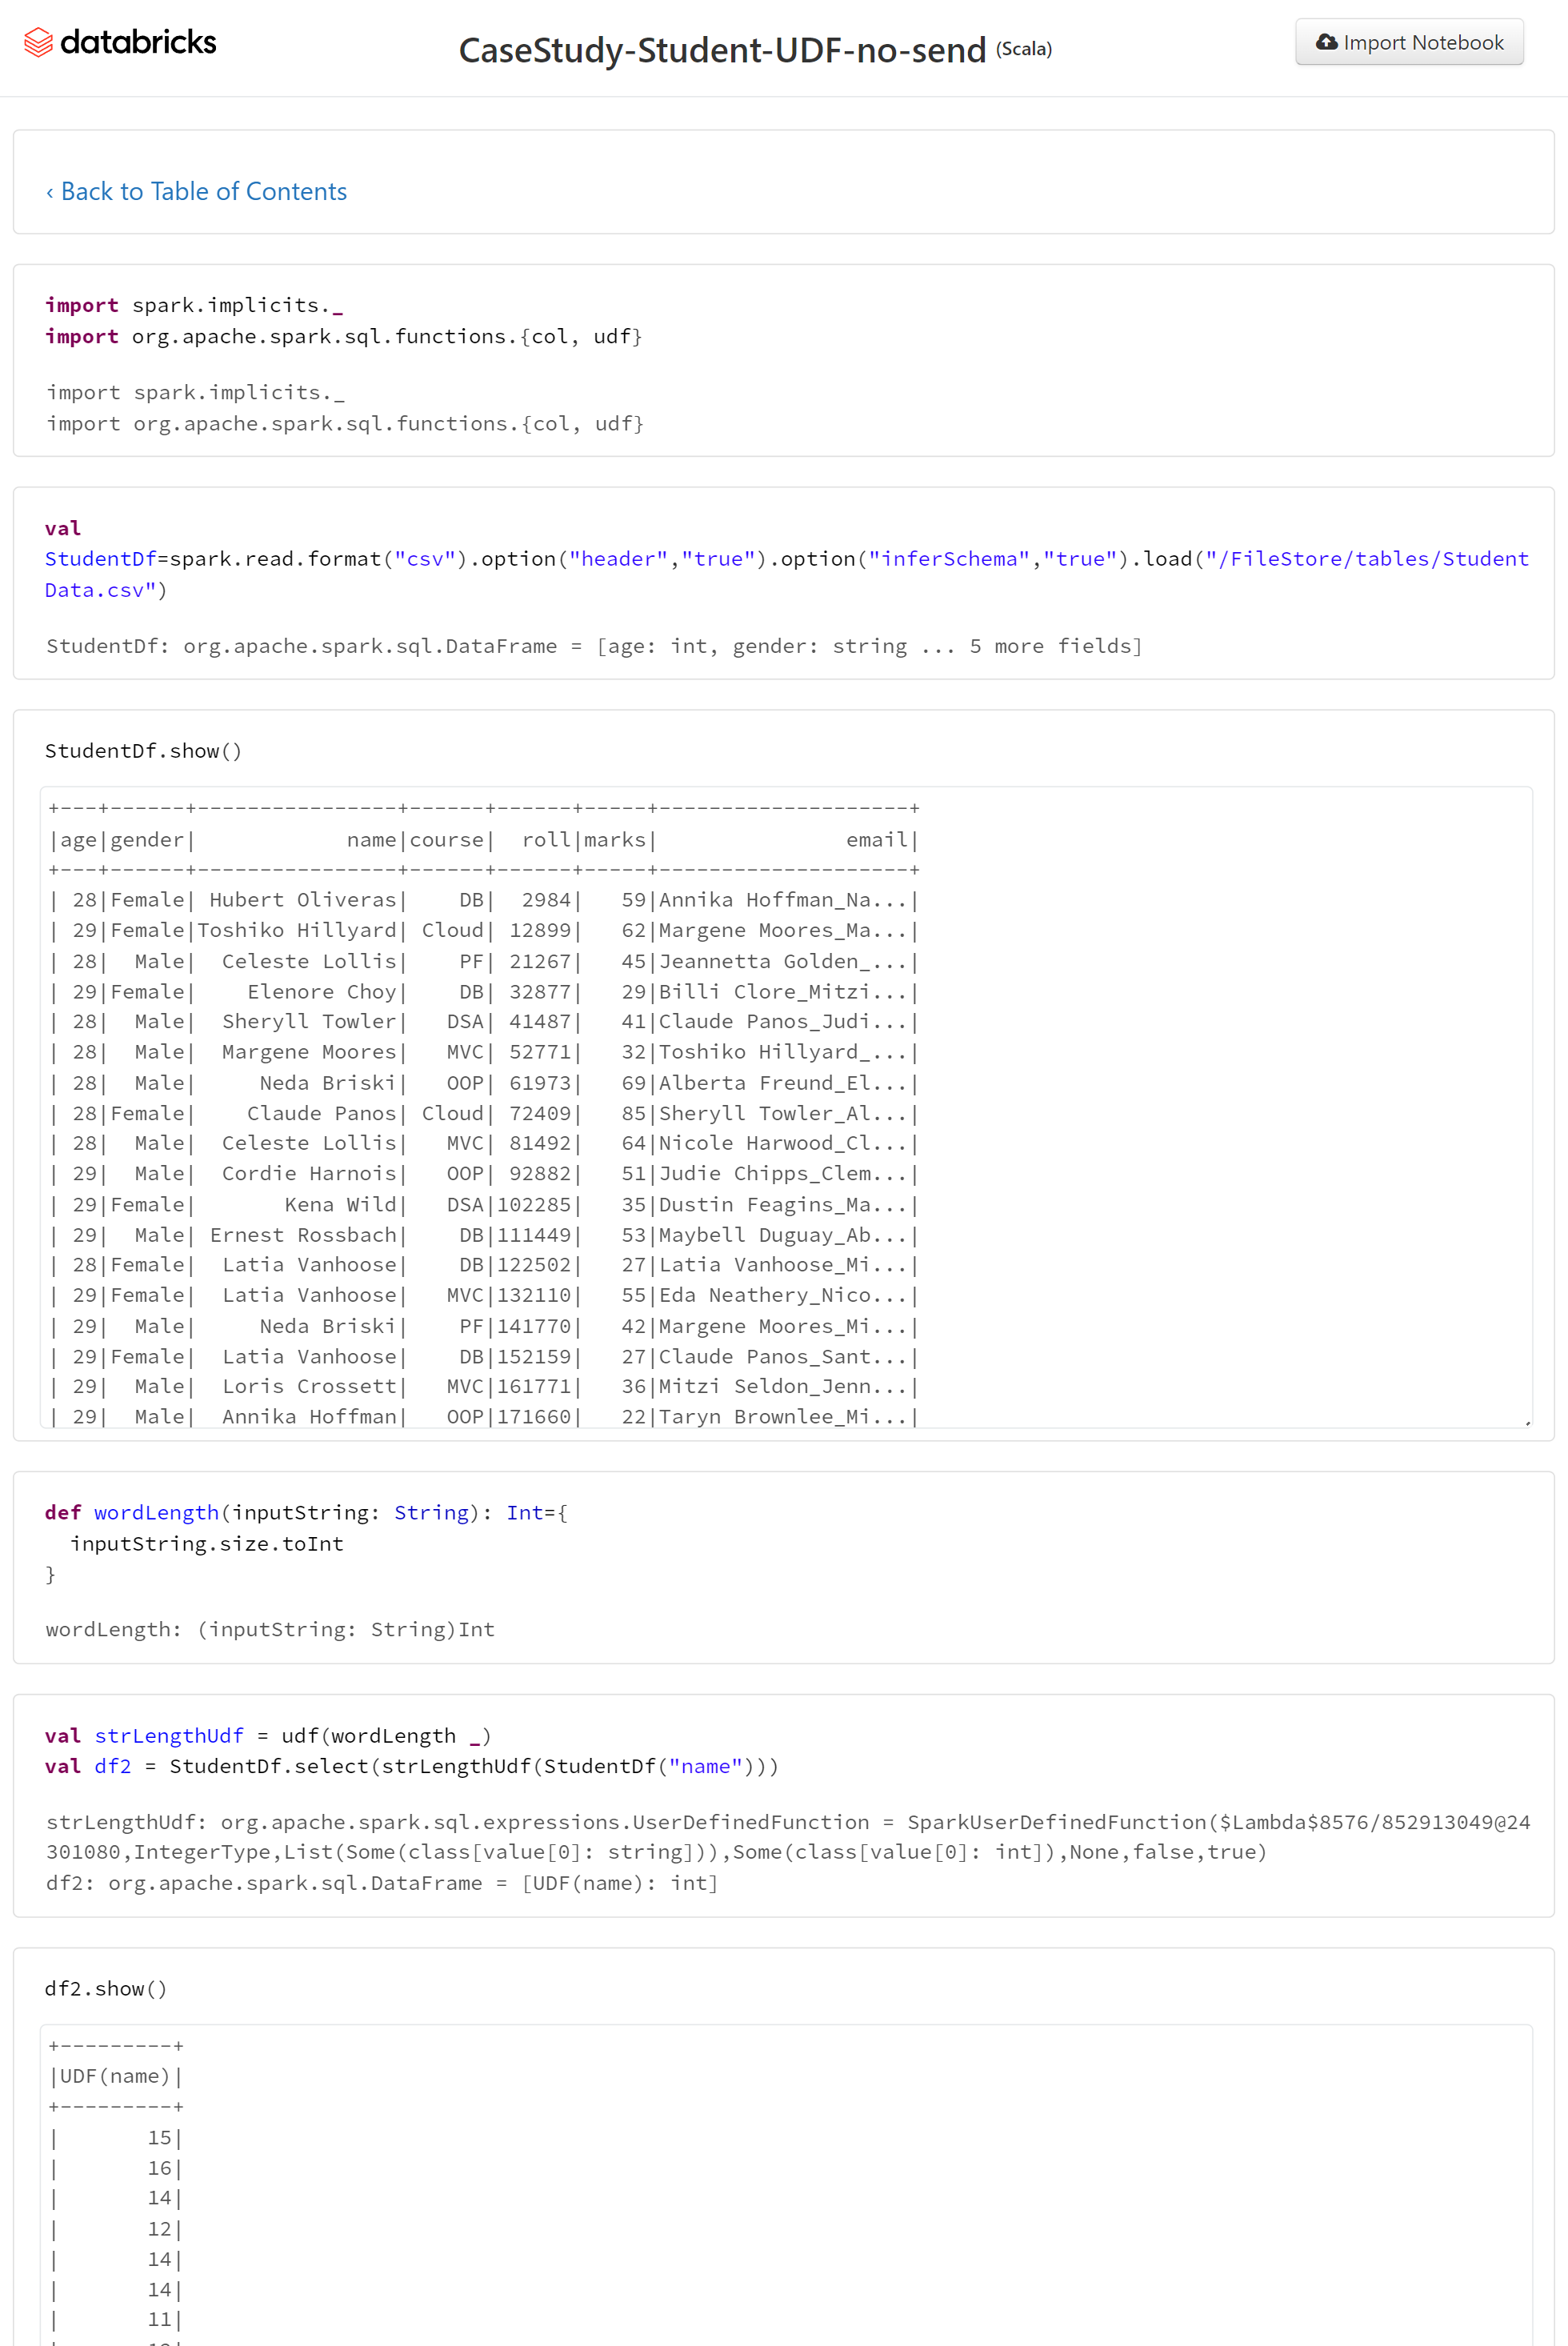 databricks
CaseStudy-Student-UDF-no-send (Scala)
Import Notebook
‹ Back to Table of Contents
import spark.implicits._
import org.apache.spark.sql.functions.{col, udf}
import spark.implicits._
import org.apache.spark.sql.functions.{col, udf}
val
StudentDf=spark.read.format("csv").option("header","true").option("inferSchema","true").load("/FileStore/tables/Student
Data.csv")
StudentDf: org.apache.spark.sql.DataFrame = [age: int, gender: string ... 5 more fields]
StudentDf.show()
+---+------+----------------+------+------+-----+--------------------+
|age|gender|            name|course|  roll|marks|               email|
+---+------+----------------+------+------+-----+--------------------+
| 28|Female| Hubert Oliveras|    DB|  2984|   59|Annika Hoffman_Na...|
| 29|Female|Toshiko Hillyard| Cloud| 12899|   62|Margene Moores_Ma...|
| 28|  Male|  Celeste Lollis|    PF| 21267|   45|Jeannetta Golden_...|
| 29|Female|    Elenore Choy|    DB| 32877|   29|Billi Clore_Mitzi...|
| 28|  Male|  Sheryll Towler|   DSA| 41487|   41|Claude Panos_Judi...|
| 28|  Male|  Margene Moores|   MVC| 52771|   32|Toshiko Hillyard_...|
| 28|  Male|     Neda Briski|   OOP| 61973|   69|Alberta Freund_El...|
| 28|Female|    Claude Panos| Cloud| 72409|   85|Sheryll Towler_Al...|
| 28|  Male|  Celeste Lollis|   MVC| 81492|   64|Nicole Harwood_Cl...|
| 29|  Male|  Cordie Harnois|   OOP| 92882|   51|Judie Chipps_Clem...|
| 29|Female|       Kena Wild|   DSA|102285|   35|Dustin Feagins_Ma...|
| 29|  Male| Ernest Rossbach|    DB|111449|   53|Maybell Duguay_Ab...|
| 28|Female|  Latia Vanhoose|    DB|122502|   27|Latia Vanhoose_Mi...|
| 29|Female|  Latia Vanhoose|   MVC|132110|   55|Eda Neathery_Nico...|
| 29|  Male|     Neda Briski|    PF|141770|   42|Margene Moores_Mi...|
| 29|Female|  Latia Vanhoose|    DB|152159|   27|Claude Panos_Sant...|
| 29|  Male|  Loris Crossett|   MVC|161771|   36|Mitzi Seldon_Jenn...|
| 29|  Male|  Annika Hoffman|   OOP|171660|   22|Taryn Brownlee_Mi...|
def wordLength(inputString: String): Int={
  inputString.size.toInt
}
wordLength: (inputString: String)Int
val strLengthUdf = udf(wordLength _)
val df2 = StudentDf.select(strLengthUdf(StudentDf("name")))
strLengthUdf: org.apache.spark.sql.expressions.UserDefinedFunction = SparkUserDefinedFunction($Lambda$8576/852913049@24
301080,IntegerType,List(Some(class[value[0]: string])),Some(class[value[0]: int]),None,false,true)
df2: org.apache.spark.sql.DataFrame = [UDF(name): int]
df2.show()
+---------+
|UDF(name)|
+---------+
|       15|
|       16|
|       14|
|       12|
|       14|
|       14|
|       11|